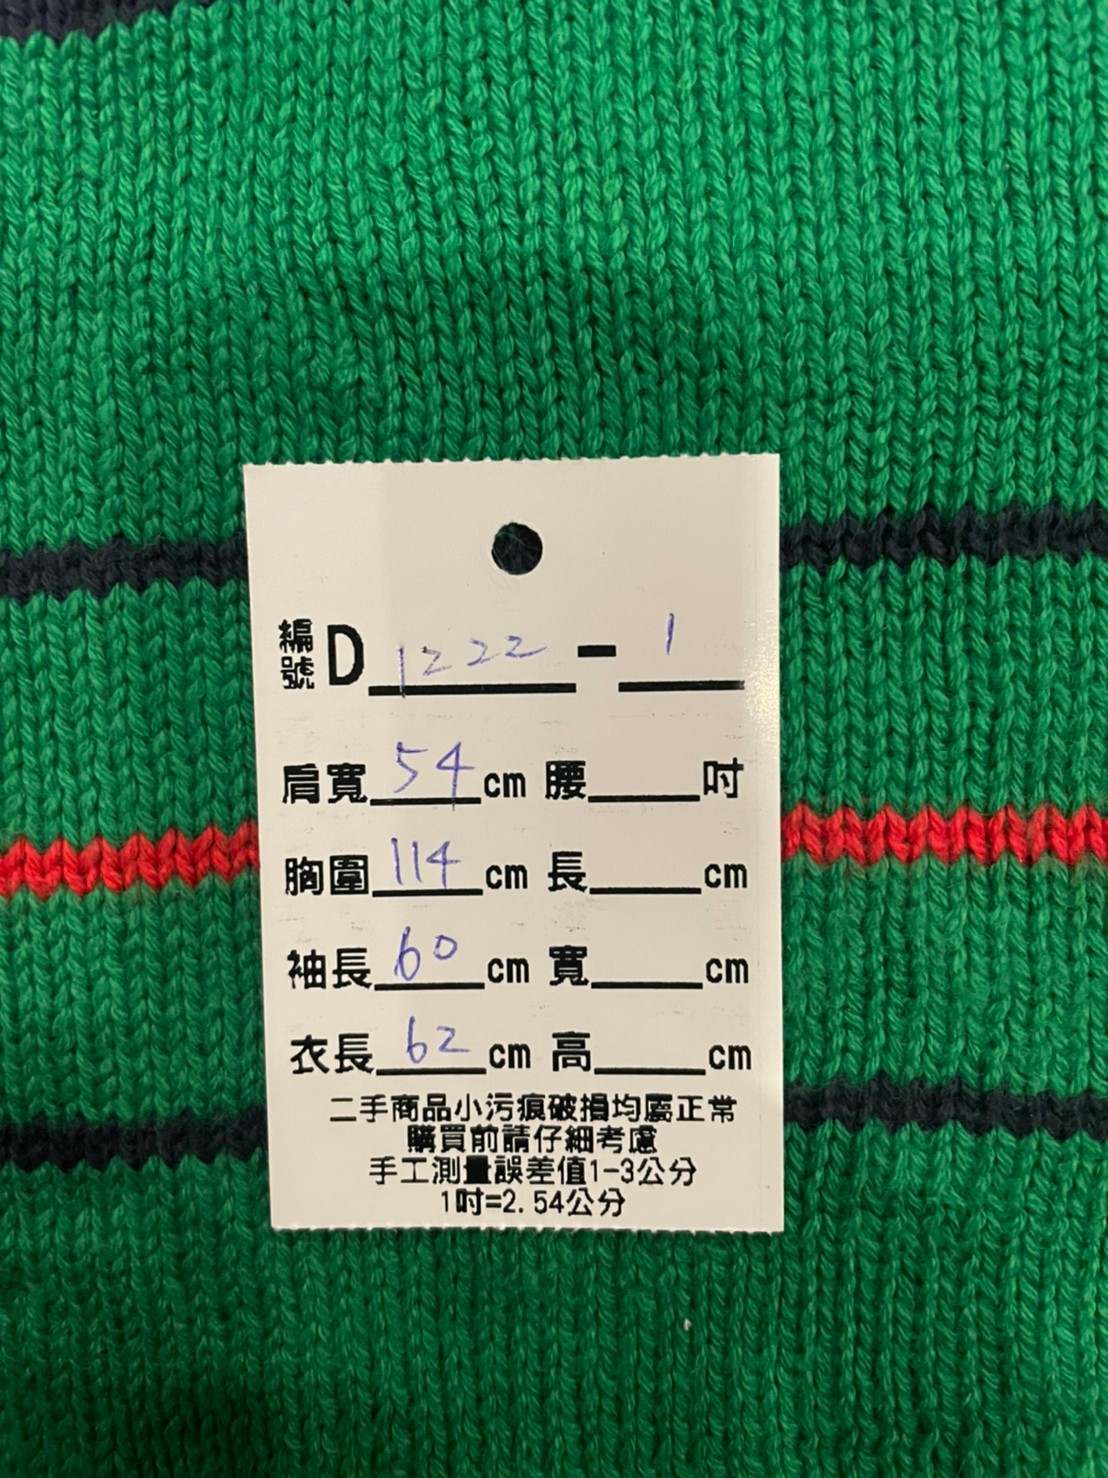 編號 D 1222 - 1
肩寬 54 cm 腰 吋
胸圍 114 cm 長 cm
袖長 60 cm 寬 cm
衣長 62 cm 高 cm
二手商品小污痕破損均屬正常
購買前請仔細考慮
手工測量誤差值1-3公分
1吋=2.54公分